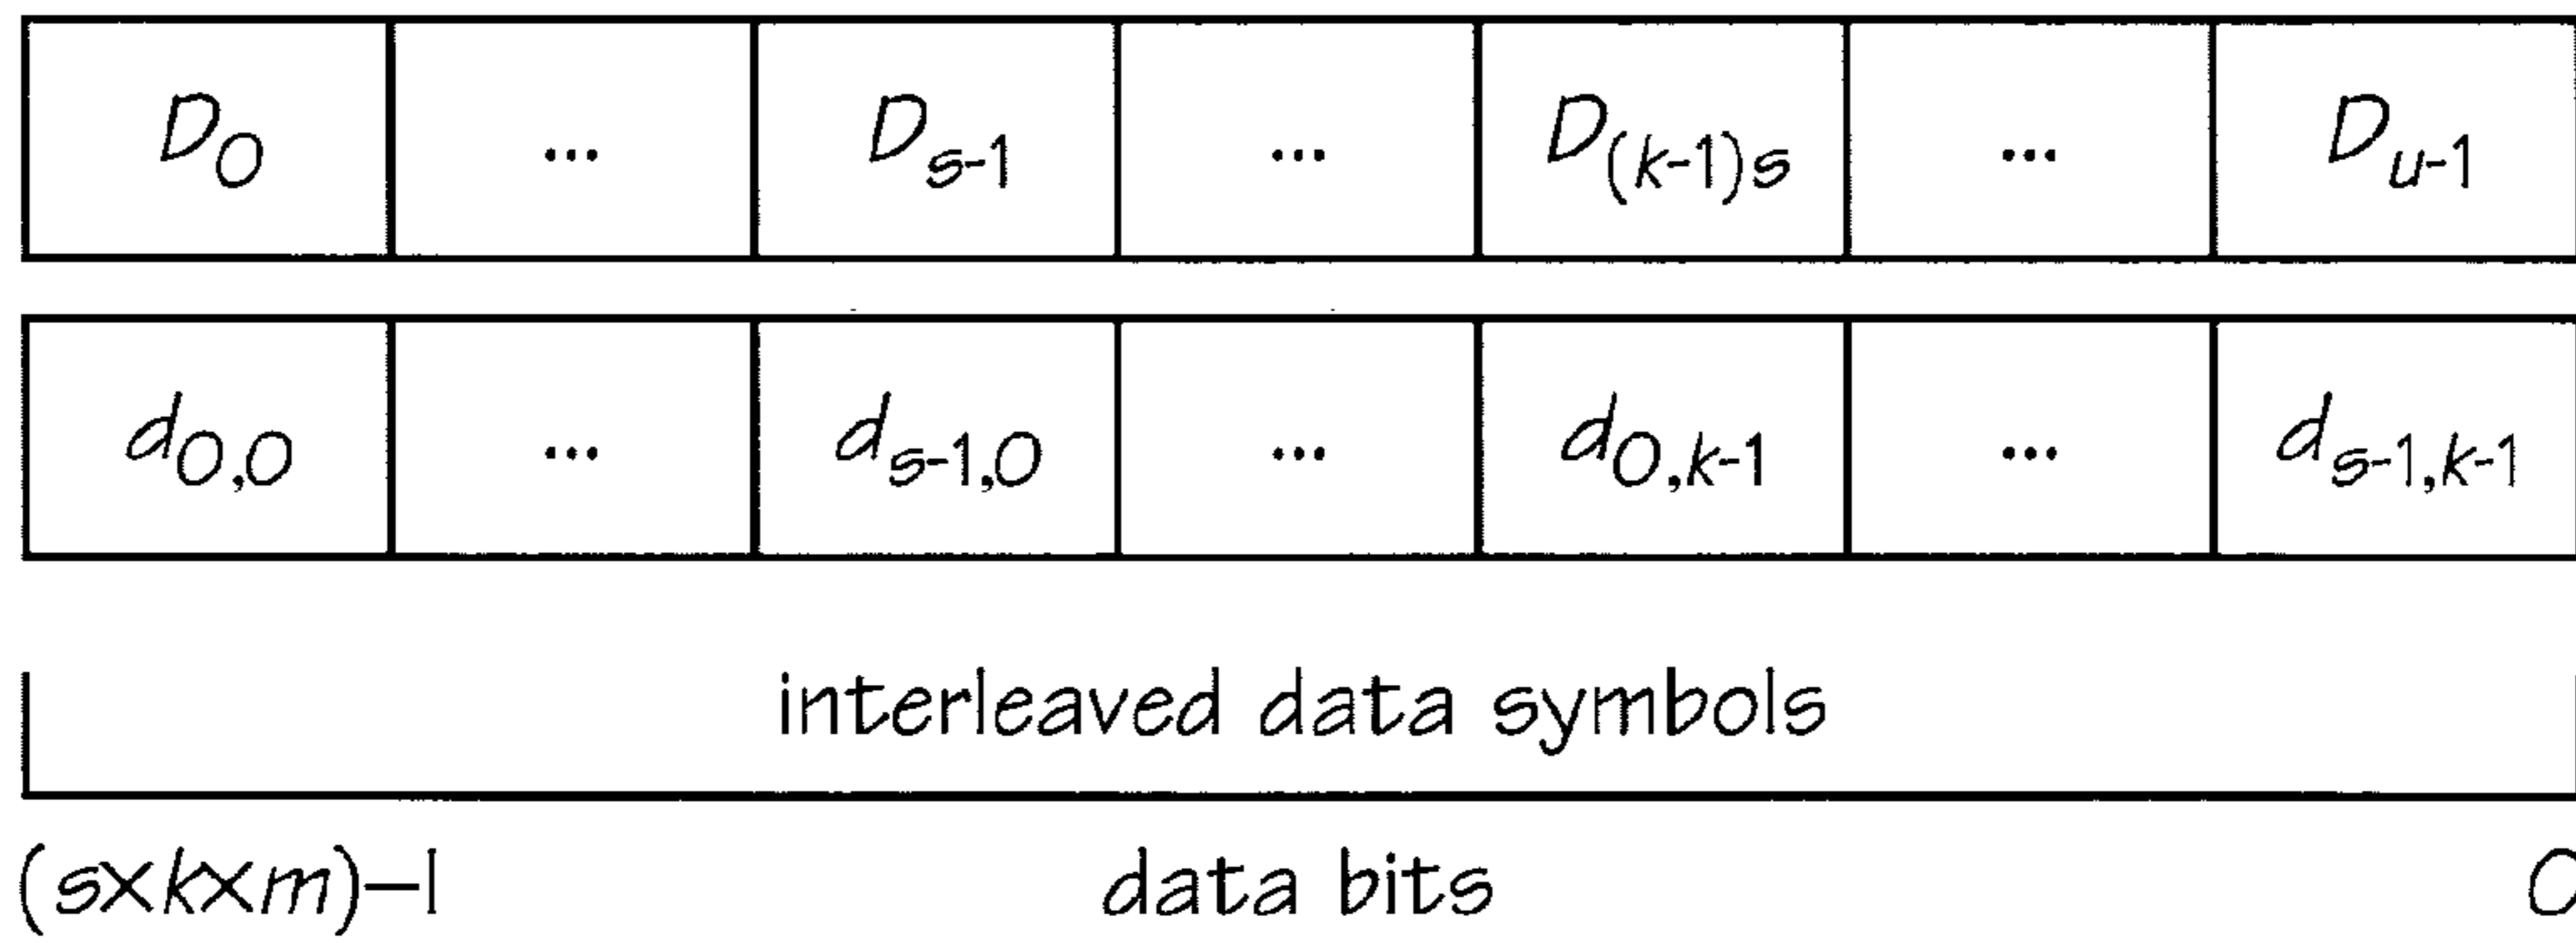 D0 ... Ds-1 ... D(k-1)s ... Du-1
d0,0 ... ds-1,0 ... d0,k-1 ... ds-1,k-1
interleaved data symbols
(s×k×m)–1 data bits 0